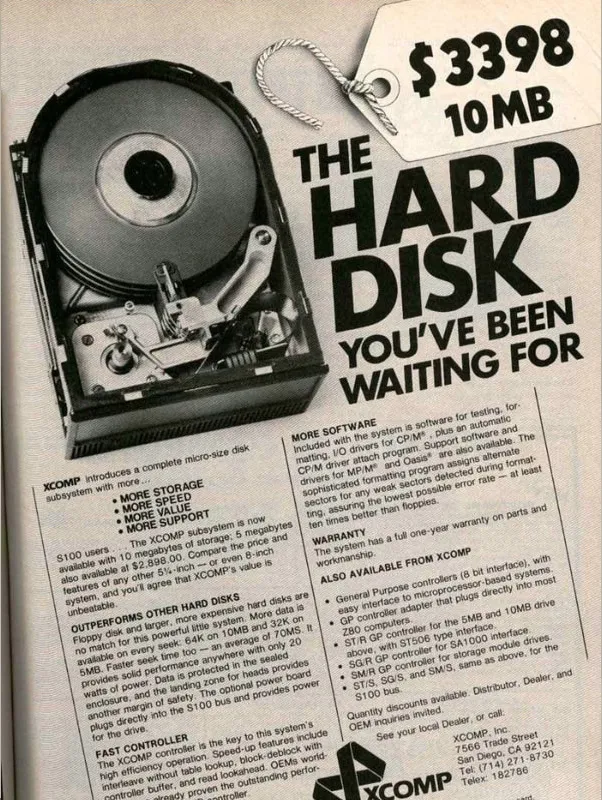 $3398
10MB
THE
HARD
DISK
YOU'VE BEEN
WAITING FOR
XCOMP introduces a complete micro-size disk
subsystem with more...
• MORE STORAGE
• MORE SPEED
• MORE VALUE
• MORE SUPPORT
S100 users... The XCOMP subsystem is now
available with 10 megabytes of storage; 5 megabytes
also available at $2,898.00. Compare the price and
features of any other 5¼-inch — or even 8-inch
system, and you'll agree that XCOMP's value is
unbeatable.
OUTPERFORMS OTHER HARD DISKS
Floppy disk and larger, more expensive hard disks are
no match for this powerful little system. More data is
available on every seek: 64K on 10MB and 32K on
5MB. Faster seek time too — an average of 70MS. It
provides solid performance anywhere with only 20
watts of power. Data is protected in the sealed
enclosure, and the landing zone for heads provides
another margin of safety. The optional power board
plugs directly into the S100 bus and provides power
for the drive.
FAST CONTROLLER
The XCOMP controller is the key to this system's
high efficiency operation. Speed-up features include
interleave without table lookup, block-deblock with
controller buffer, and read lookahead. OEMs world-
already proven the outstanding perfor-
controller.
MORE SOFTWARE
Included with the system is software for testing, for-
matting, I/O drivers for CP/M®, plus an automatic
CP/M driver attach program. Support software and
drivers for MP/M® and Oasis® are also available. The
sophisticated formatting program assigns alternate
sectors for any weak sectors detected during format-
ting, assuring the lowest possible error rate — at least
ten times better than floppies.
WARRANTY
The system has a full one-year warranty on parts and
workmanship.
ALSO AVAILABLE FROM XCOMP
• General Purpose controllers (8 bit interface), with
easy interface to microprocessor-based systems.
• GP controller adapter that plugs directly into most
Z80 computers.
• ST/R GP controller for the 5MB and 10MB drive
above, with ST506 type interface.
• SG/R GP controller for SA1000 interface.
• SM/R GP controller for storage module drives.
• ST/S, SG/S, and SM/S, same as above, for the
S100 bus.
Quantity discounts available. Distributor, Dealer, and
OEM inquiries invited.
See your local Dealer, or call:
XCOMP
XCOMP, Inc.
7566 Trade Street
San Diego, CA 92121
Tel: (714) 271-8730
Telex: 182786